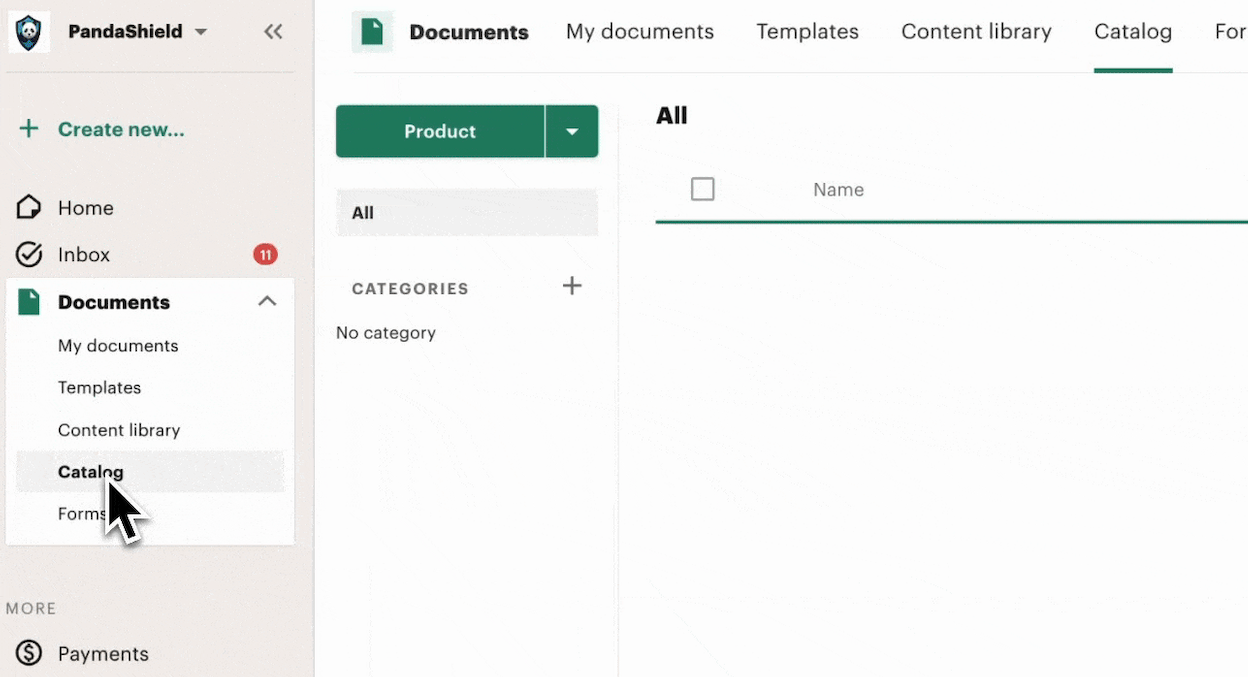 PandaShield
Create new...
Home
Inbox 11
Documents
My documents
Templates
Content library
Catalog
Forms
MORE
Payments
Documents My documents Templates Content library Catalog For
Product
All
CATEGORIES
No category
All
Name